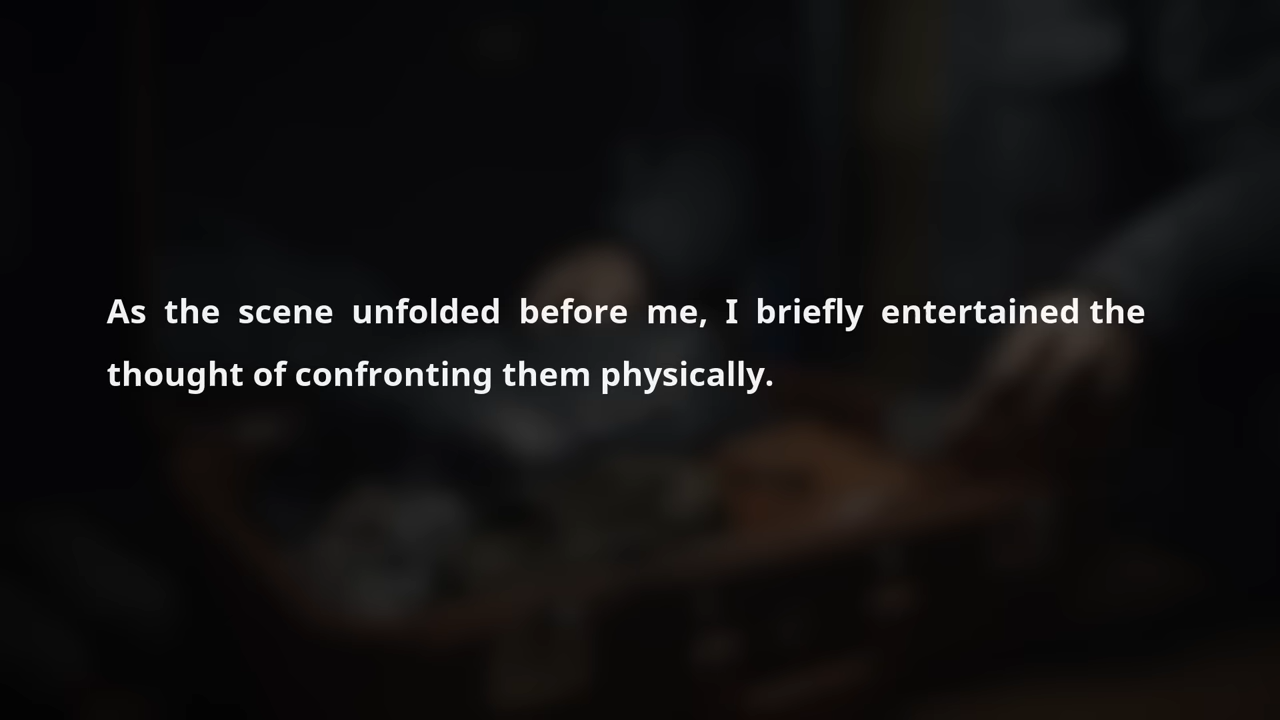 As the scene unfolded before me, I briefly entertained the
thought of confronting them physically.